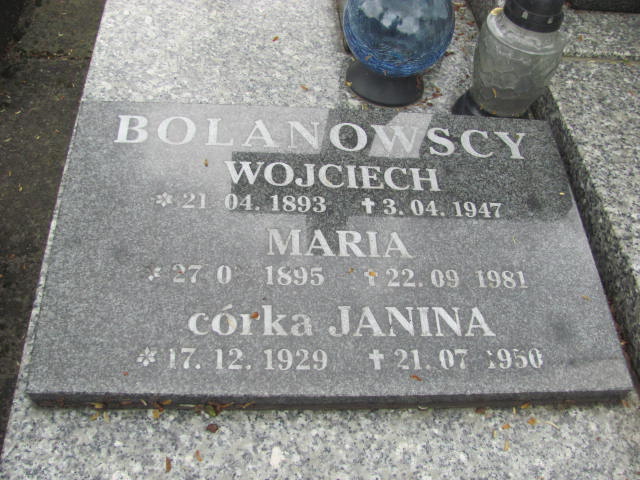 BOLANOWSCY
WOJCIECH
* 21.04.1893 ✝ 3.04.1947
MARIA
* 27.0 .1895 ✝ 22.09.1981
córka JANINA
* 17.12.1929 ✝ 21.07.1950